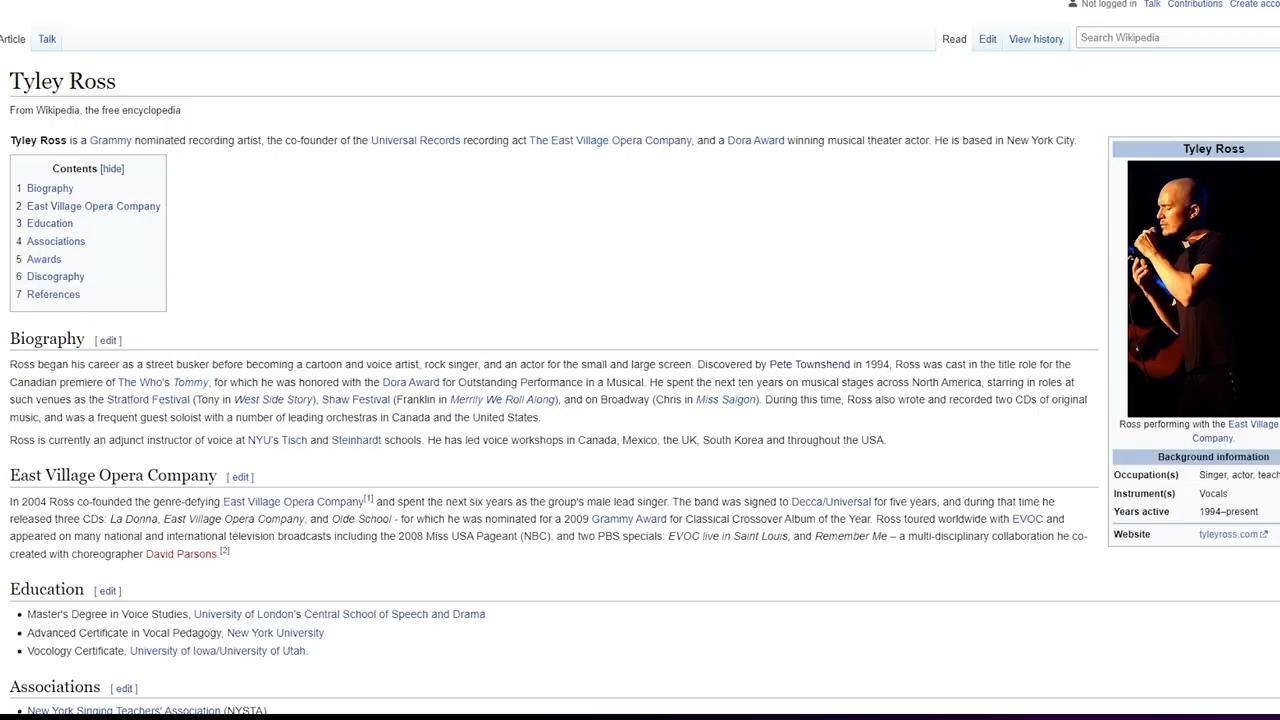 Not logged in Talk Contributions Create acco
Article Talk Read Edit View history Search Wikipedia
Tyley Ross
From Wikipedia, the free encyclopedia
Tyley Ross is a Grammy nominated recording artist, the co-founder of the Universal Records recording act The East Village Opera Company, and a Dora Award winning musical theater actor. He is based in New York City.
Contents [hide]
1 Biography
2 East Village Opera Company
3 Education
4 Associations
5 Awards
6 Discography
7 References
Biography [ edit ]
Ross began his career as a street busker before becoming a cartoon and voice artist, rock singer, and an actor for the small and large screen. Discovered by Pete Townshend in 1994, Ross was cast in the title role for the
Canadian premiere of The Who's Tommy, for which he was honored with the Dora Award for Outstanding Performance in a Musical. He spent the next ten years on musical stages across North America, starring in roles at
such venues as the Stratford Festival (Tony in West Side Story), Shaw Festival (Franklin in Merrily We Roll Along), and on Broadway (Chris in Miss Saigon). During this time, Ross also wrote and recorded two CDs of original
music, and was a frequent guest soloist with a number of leading orchestras in Canada and the United States.
Ross is currently an adjunct instructor of voice at NYU's Tisch and Steinhardt schools. He has led voice workshops in Canada, Mexico, the UK, South Korea and throughout the USA.
East Village Opera Company [ edit ]
In 2004 Ross co-founded the genre-defying East Village Opera Company[1] and spent the next six years as the group's male lead singer. The band was signed to Decca/Universal for five years, and during that time he
released three CDs: La Donna, East Village Opera Company, and Olde School - for which he was nominated for a 2009 Grammy Award for Classical Crossover Album of the Year. Ross toured worldwide with EVOC and
appeared on many national and international television broadcasts including the 2008 Miss USA Pageant (NBC). and two PBS specials: EVOC live in Saint Louis, and Remember Me – a multi-disciplinary collaboration he co-
created with choreographer David Parsons.[2]
Education [ edit ]
Master's Degree in Voice Studies, University of London's Central School of Speech and Drama
Advanced Certificate in Vocal Pedagogy, New York University
Vocology Certificate, University of Iowa/University of Utah.
Associations [ edit ]
New York Singing Teachers' Association (NYSTA)
Tyley Ross
Ross performing with the East Village
Company.
Background information
Occupation(s) Singer, actor, teach
Instrument(s) Vocals
Years active 1994–present
Website tyleyross.com